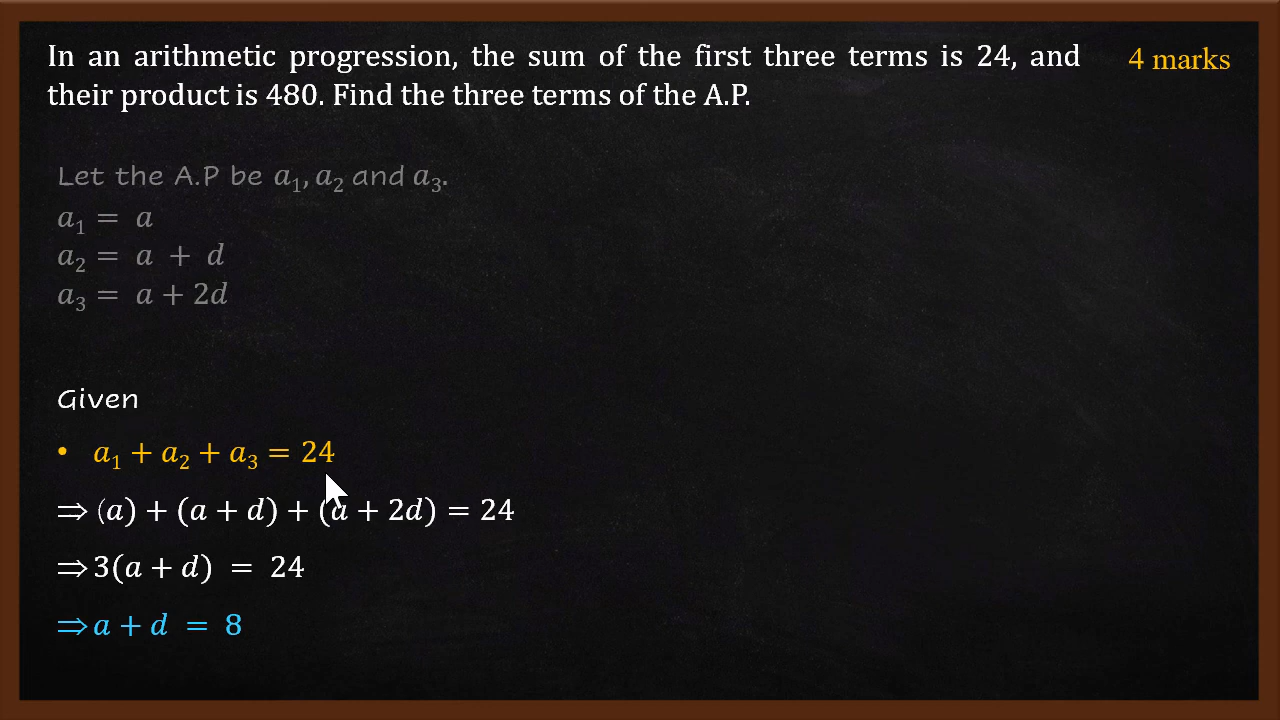 In an arithmetic progression, the sum of the first three terms is 24, and
their product is 480. Find the three terms of the A.P.
4 marks
Let the A.P be a₁, a₂ and a₃.
a₁ = a
a₂ = a + d
a₃ = a + 2d
Given
• a₁ + a₂ + a₃ = 24
⟹ (a) + (a + d) + (a + 2d) = 24
⟹ 3(a + d) = 24
⟹ a + d = 8